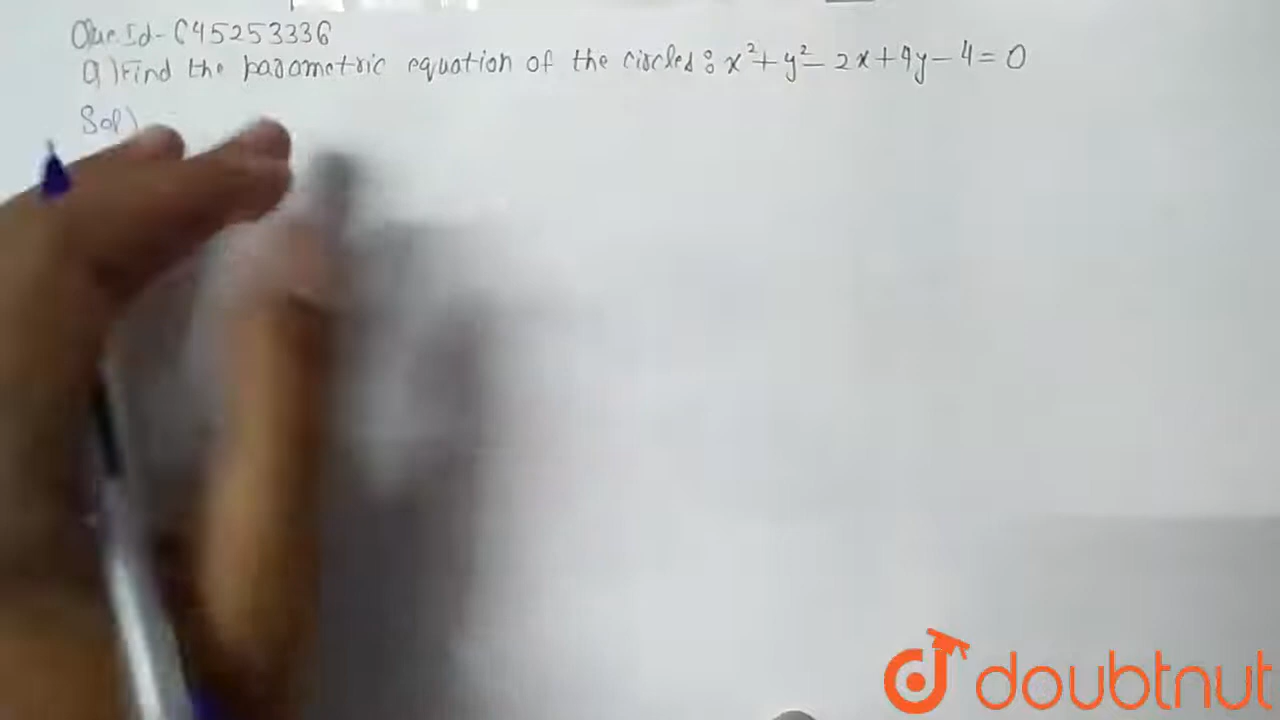 Que.Id-C45253336
Q)Find the parametric equation of the circles: x²+y²-2x+4y-4=0
Sol)
doubtnut